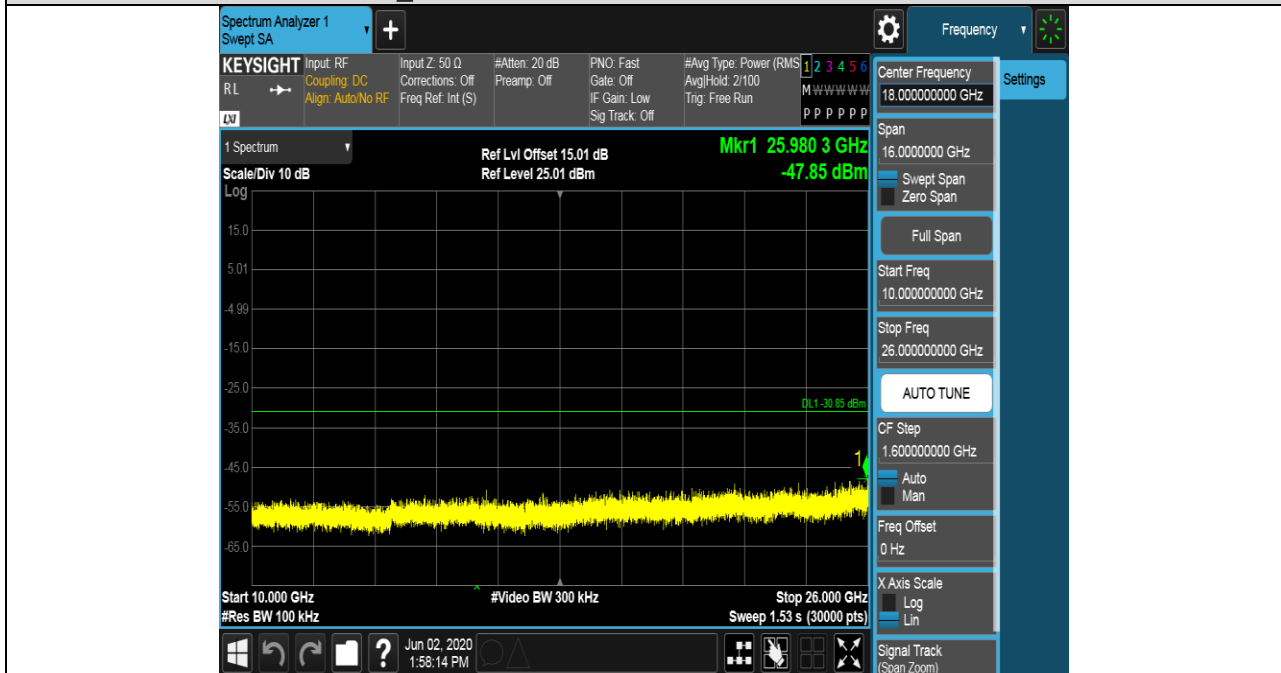 Spectrum Analyzer 1
Swept SA
+
Frequency
KEYSIGHT
RL
LXI
Input: RF
Coupling: DC
Align: Auto/No RF
Input Z: 50 Ω
Corrections: Off
Freq Ref: Int (S)
#Atten: 20 dB
Preamp: Off
PNO: Fast
Gate: Off
IF Gain: Low
Sig Track: Off
#Avg Type: Power (RMS
Avg|Hold: 2/100
Trig: Free Run
1 2 3 4 5 6
M W W W W W
P P P P P P
1 Spectrum
Scale/Div 10 dB
Ref Lvl Offset 15.01 dB
Ref Level 25.01 dBm
Mkr1 25.980 3 GHz
-47.85 dBm
Log
15.0
5.01
-4.99
-15.0
-25.0
DL1 -30.85 dBm
-35.0
-45.0
1
-55.0
-65.0
Start 10.000 GHz
#Video BW 300 kHz
Stop 26.000 GHz
#Res BW 100 kHz
Sweep 1.53 s (30000 pts)
Center Frequency
18.000000000 GHz
Settings
Span
16.0000000 GHz
Swept Span
Zero Span
Full Span
Start Freq
10.000000000 GHz
Stop Freq
26.000000000 GHz
AUTO TUNE
CF Step
1.600000000 GHz
Auto
Man
Freq Offset
0 Hz
X Axis Scale
Log
Lin
Signal Track
(Span Zoom)
?
Jun 02, 2020
1:58:14 PM